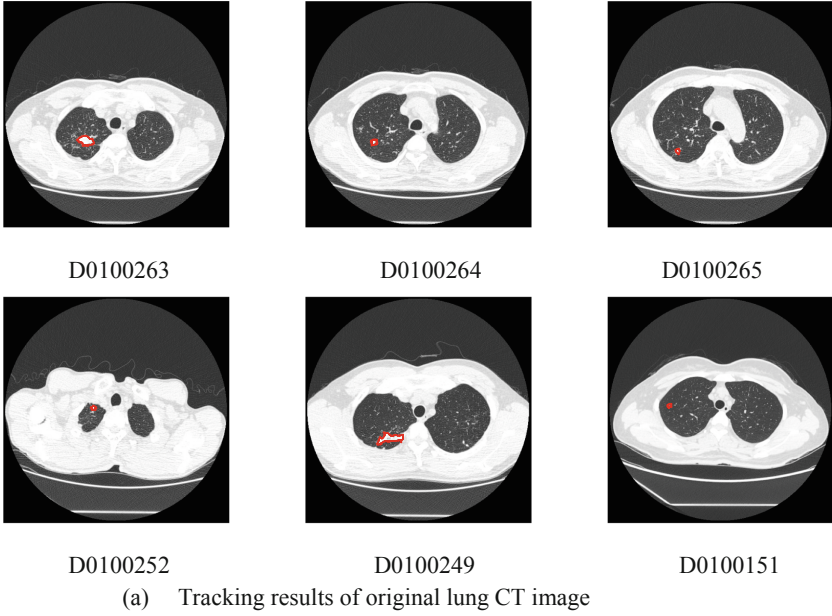 D0100263 D0100264 D0100265
D0100252 D0100249 D0100151
(a) Tracking results of original lung CT image